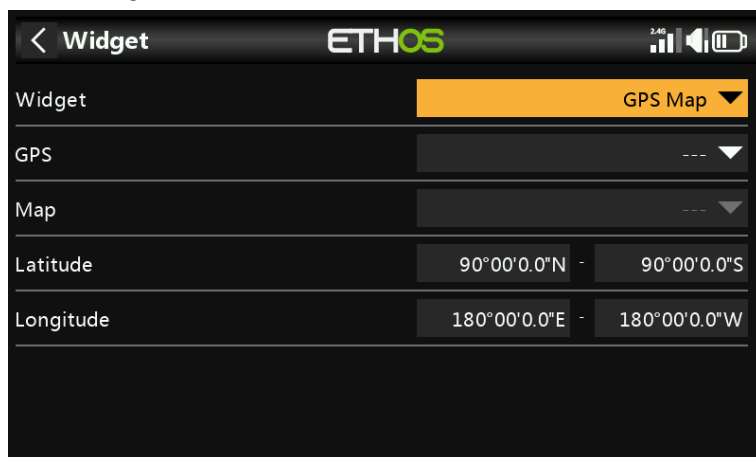 Widget ETHOS 2.4G
Widget GPS Map
GPS ---
Map ---
Latitude 90°00'0.0"N - 90°00'0.0"S
Longitude 180°00'0.0"E - 180°00'0.0"W